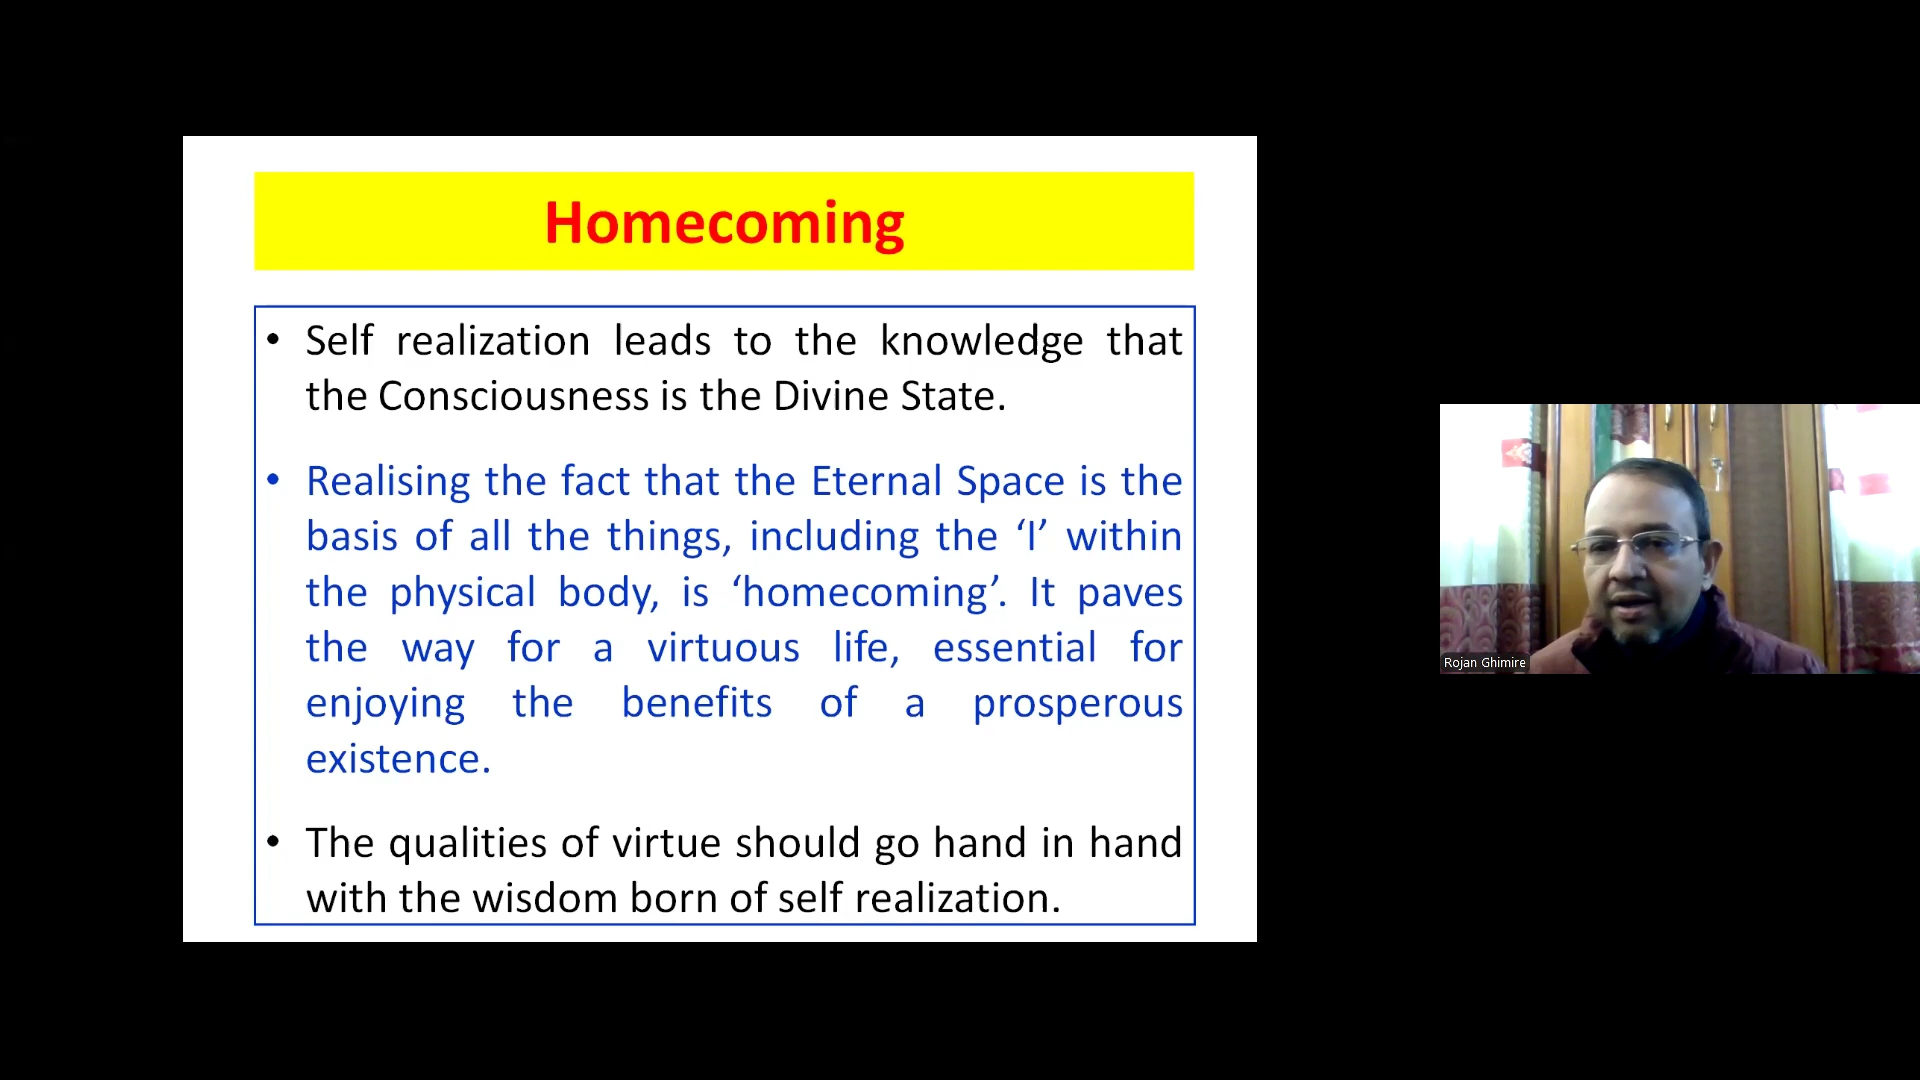 Homecoming
• Self realization leads to the knowledge that
the Consciousness is the Divine State.
• Realising the fact that the Eternal Space is the
basis of all the things, including the ‘I’ within
the physical body, is ‘homecoming’. It paves
the way for a virtuous life, essential for
enjoying the benefits of a prosperous
existence.
• The qualities of virtue should go hand in hand
with the wisdom born of self realization.
Rojan Ghimire